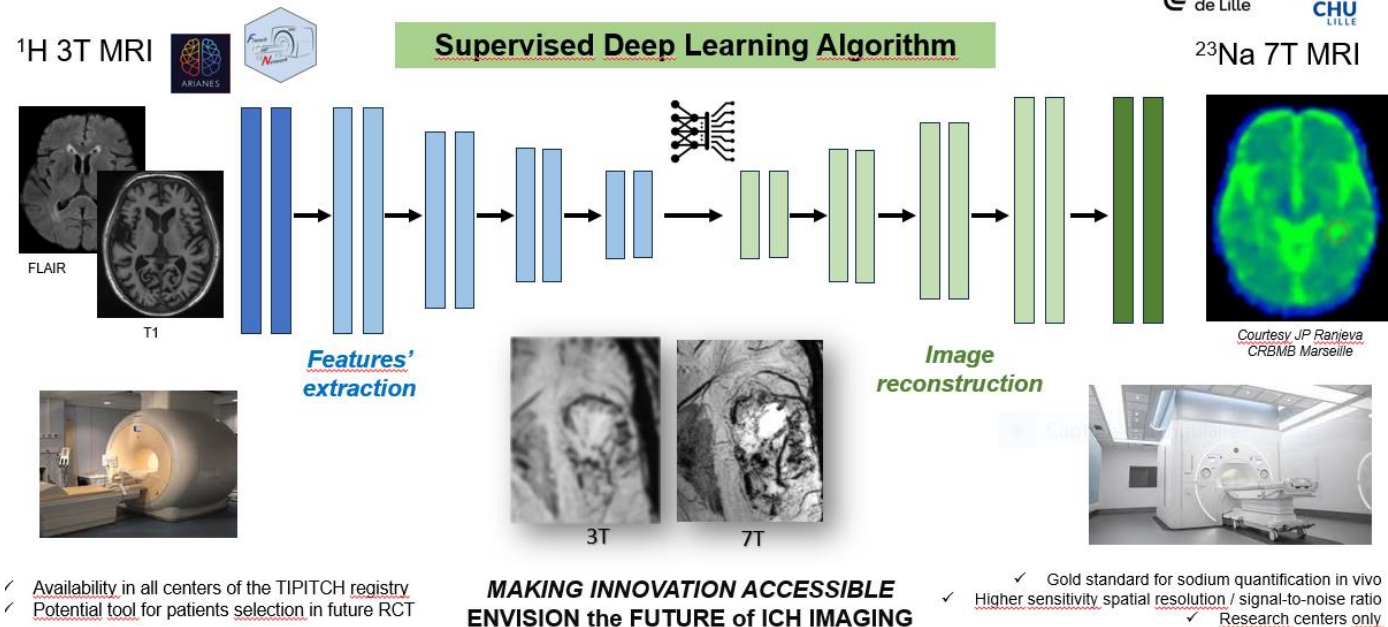 de Lille
CHU
LILLE
¹H 3T MRI
ARIANES
Supervised Deep Learning Algorithm
²³Na 7T MRI
FLAIR
T1
Features’
extraction
Image
reconstruction
Courtesy JP Ranjeva
CRBMB Marseille
3T
7T
✓ Availability in all centers of the TIPITCH registry
✓ Potential tool for patients selection in future RCT
MAKING INNOVATION ACCESSIBLE
ENVISION the FUTURE of ICH IMAGING
✓ Gold standard for sodium quantification in vivo
✓ Higher sensitivity spatial resolution / signal-to-noise ratio
✓ Research centers only